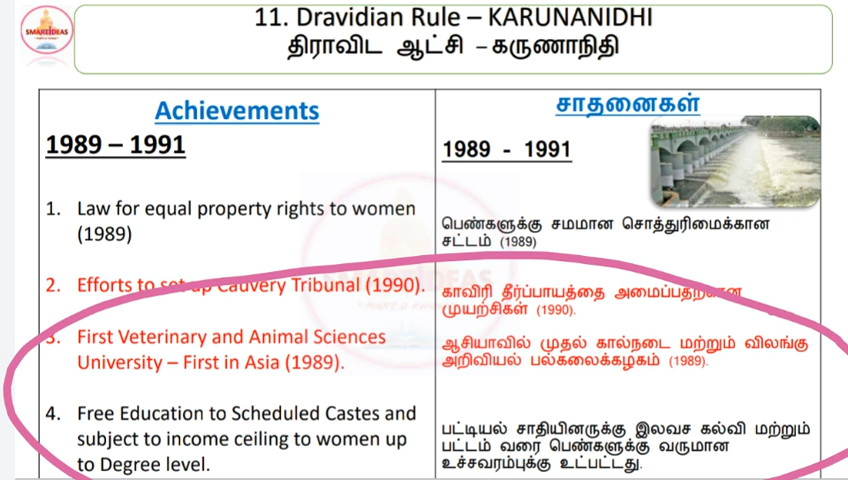 SMART IDEAS
11. Dravidian Rule – KARUNANIDHI
திராவிட ஆட்சி – கருணாநிதி
Achievements
1989 – 1991
1. Law for equal property rights to women
(1989)
2. Efforts to set up Cauvery Tribunal (1990).
3. First Veterinary and Animal Sciences
University – First in Asia (1989).
4. Free Education to Scheduled Castes and
subject to income ceiling to women up
to Degree level.
சாதனைகள்
1989 - 1991
பெண்களுக்கு சமமான சொத்துரிமைக்கான
சட்டம் (1989)
காவிரி தீர்ப்பாயத்தை அமைப்பதற்கான
முயற்சிகள் (1990).
ஆசியாவில் முதல் கால்நடை மற்றும் விலங்கு
அறிவியல் பல்கலைக்கழகம் (1989).
பட்டியல் சாதியினருக்கு இலவச கல்வி மற்றும்
பட்டம் வரை பெண்களுக்கு வருமான
உச்சவரம்புக்கு உட்பட்டது.
SMART IDEAS